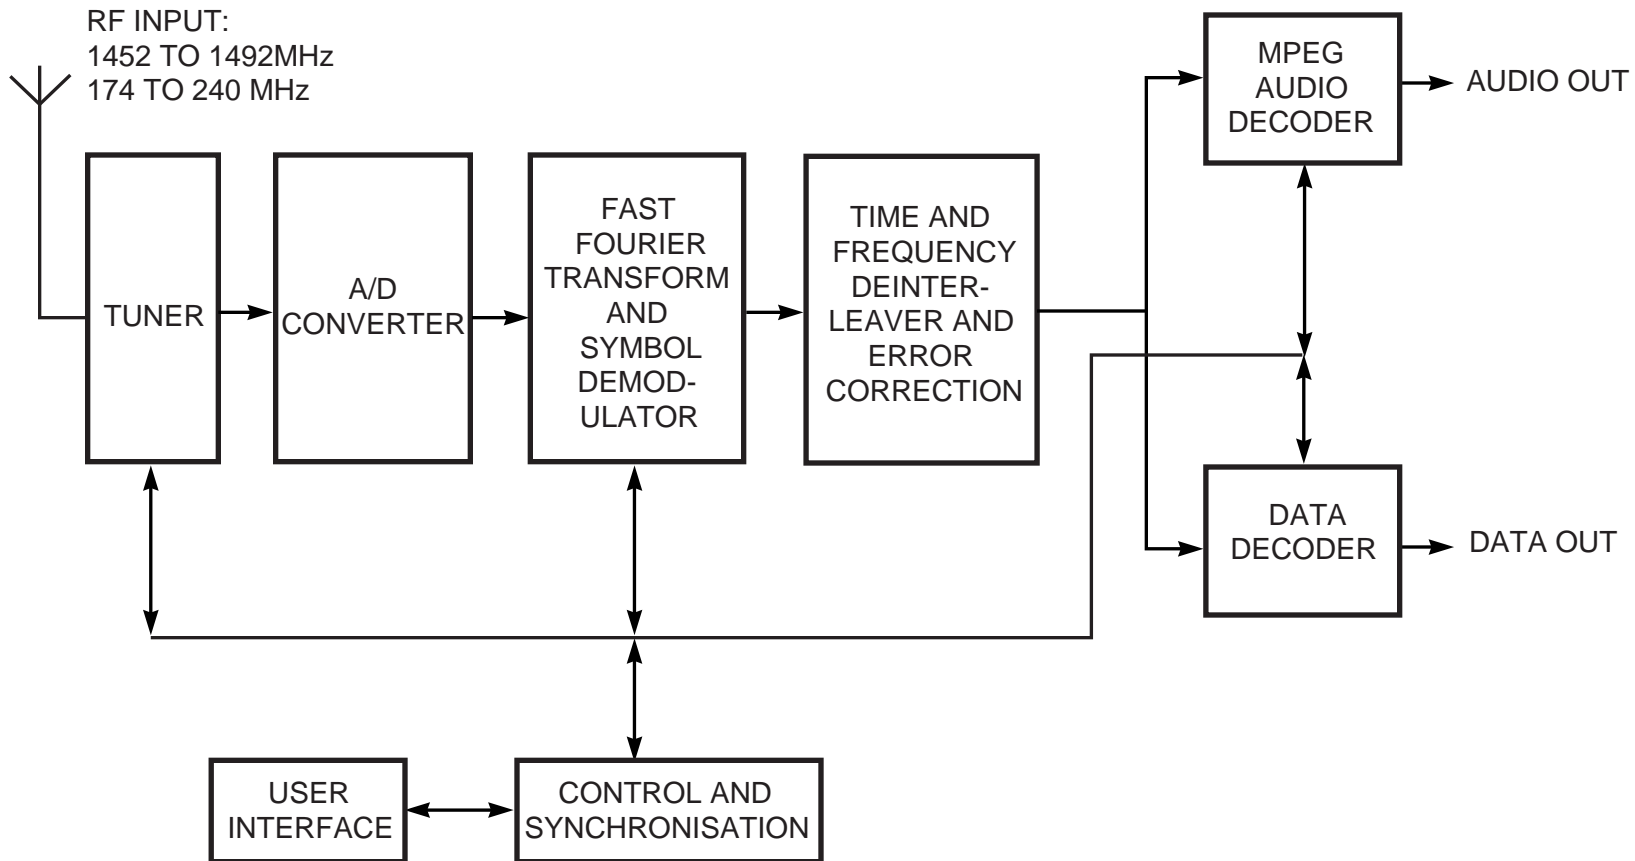 RF INPUT:
1452 TO 1492MHz
174 TO 240 MHz
TUNER
A/D
CONVERTER
FAST
FOURIER
TRANSFORM
AND
SYMBOL
DEMOD-
ULATOR
TIME AND
FREQUENCY
DEINTER-
LEAVER AND
ERROR
CORRECTION
MPEG
AUDIO
DECODER
AUDIO OUT
DATA
DECODER
DATA OUT
USER
INTERFACE
CONTROL AND
SYNCHRONISATION